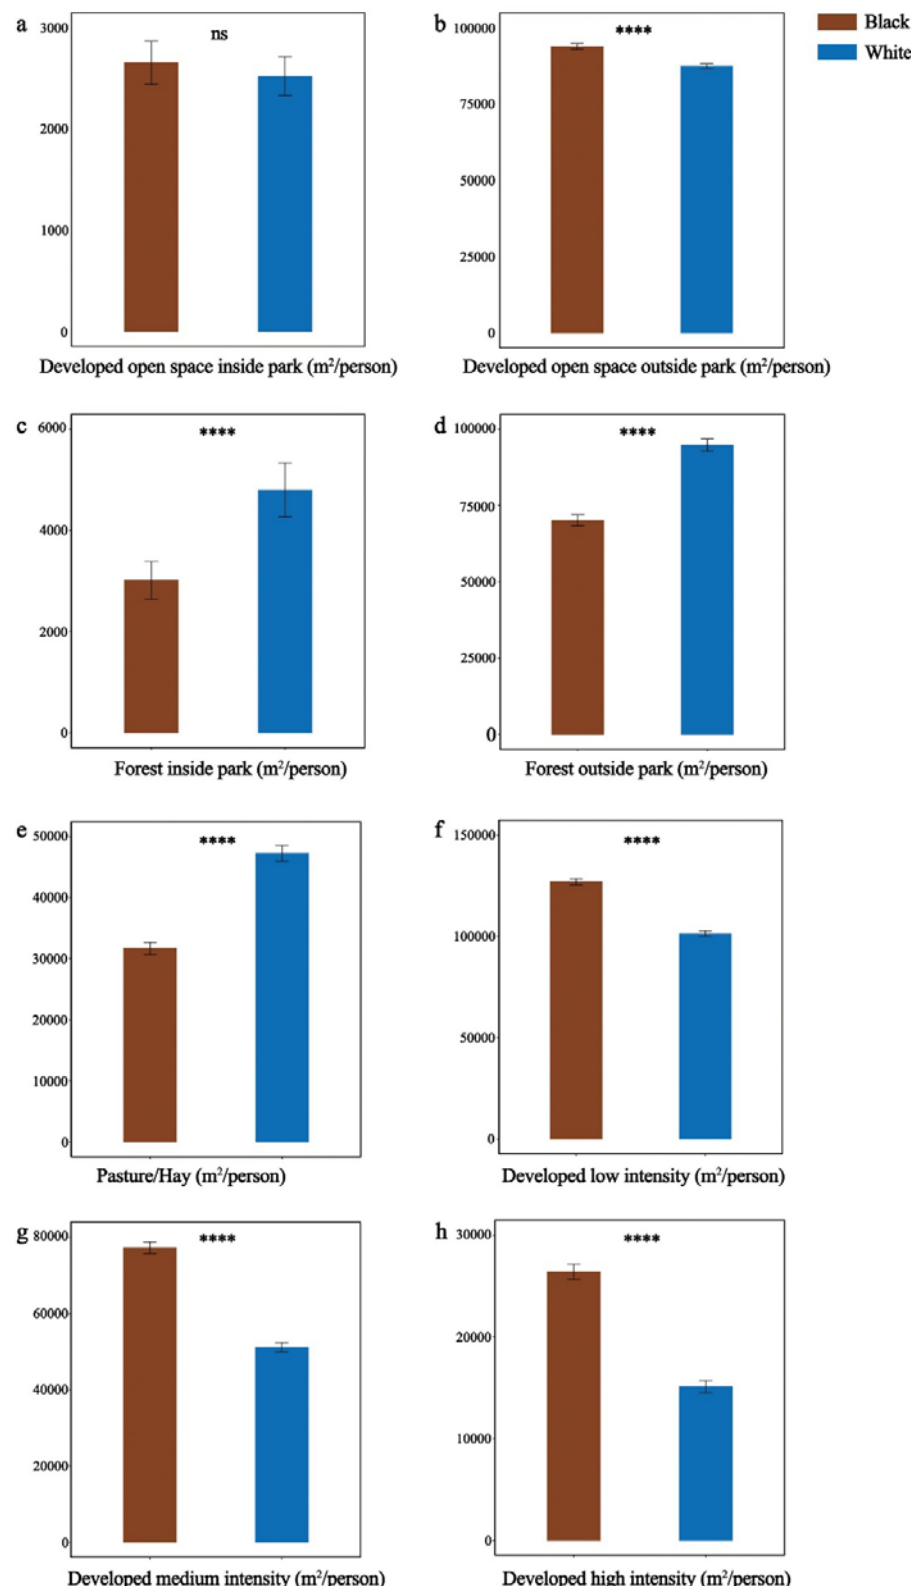 a
3000
ns
2000
1000
0
Developed open space inside park (m²/person)
b
100000
****
75000
50000
25000
0
Developed open space outside park (m²/person)
Black
White
c
6000
****
4000
2000
0
Forest inside park (m²/person)
d
100000
****
75000
50000
25000
0
Forest outside park (m²/person)
e
50000
****
40000
30000
20000
10000
0
Pasture/Hay (m²/person)
f
150000
****
100000
50000
0
Developed low intensity (m²/person)
g
80000
****
60000
40000
20000
0
Developed medium intensity (m²/person)
h
30000
****
20000
10000
0
Developed high intensity (m²/person)